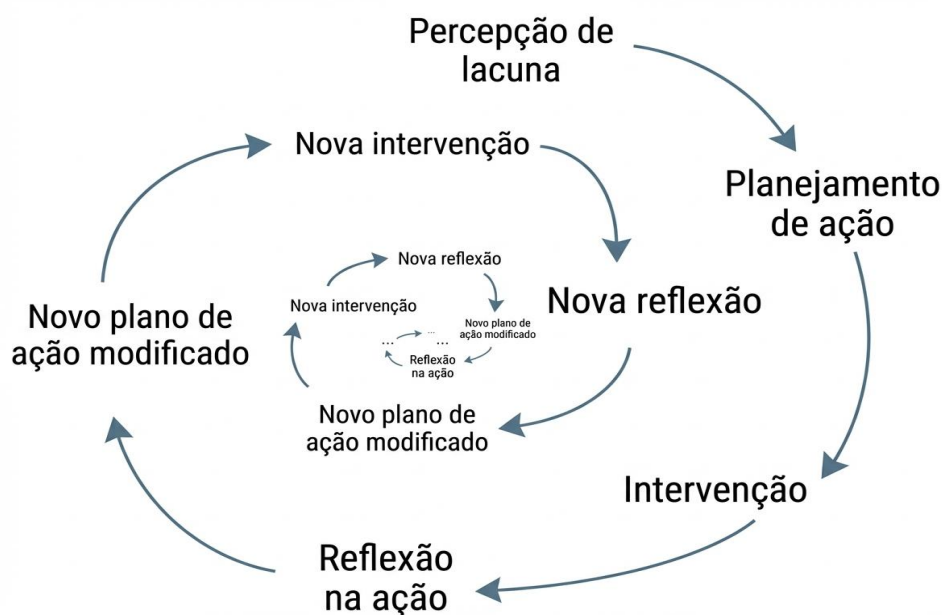 Percepção de
lacuna
Planejamento
de ação
Intervenção
Reflexão
na ação
Novo plano de
ação modificado
Nova intervenção
Nova reflexão
Novo plano de
ação modificado
Nova intervenção
Nova reflexão
Novo plano de
ação modificado
Reflexão
na ação
...
...
...